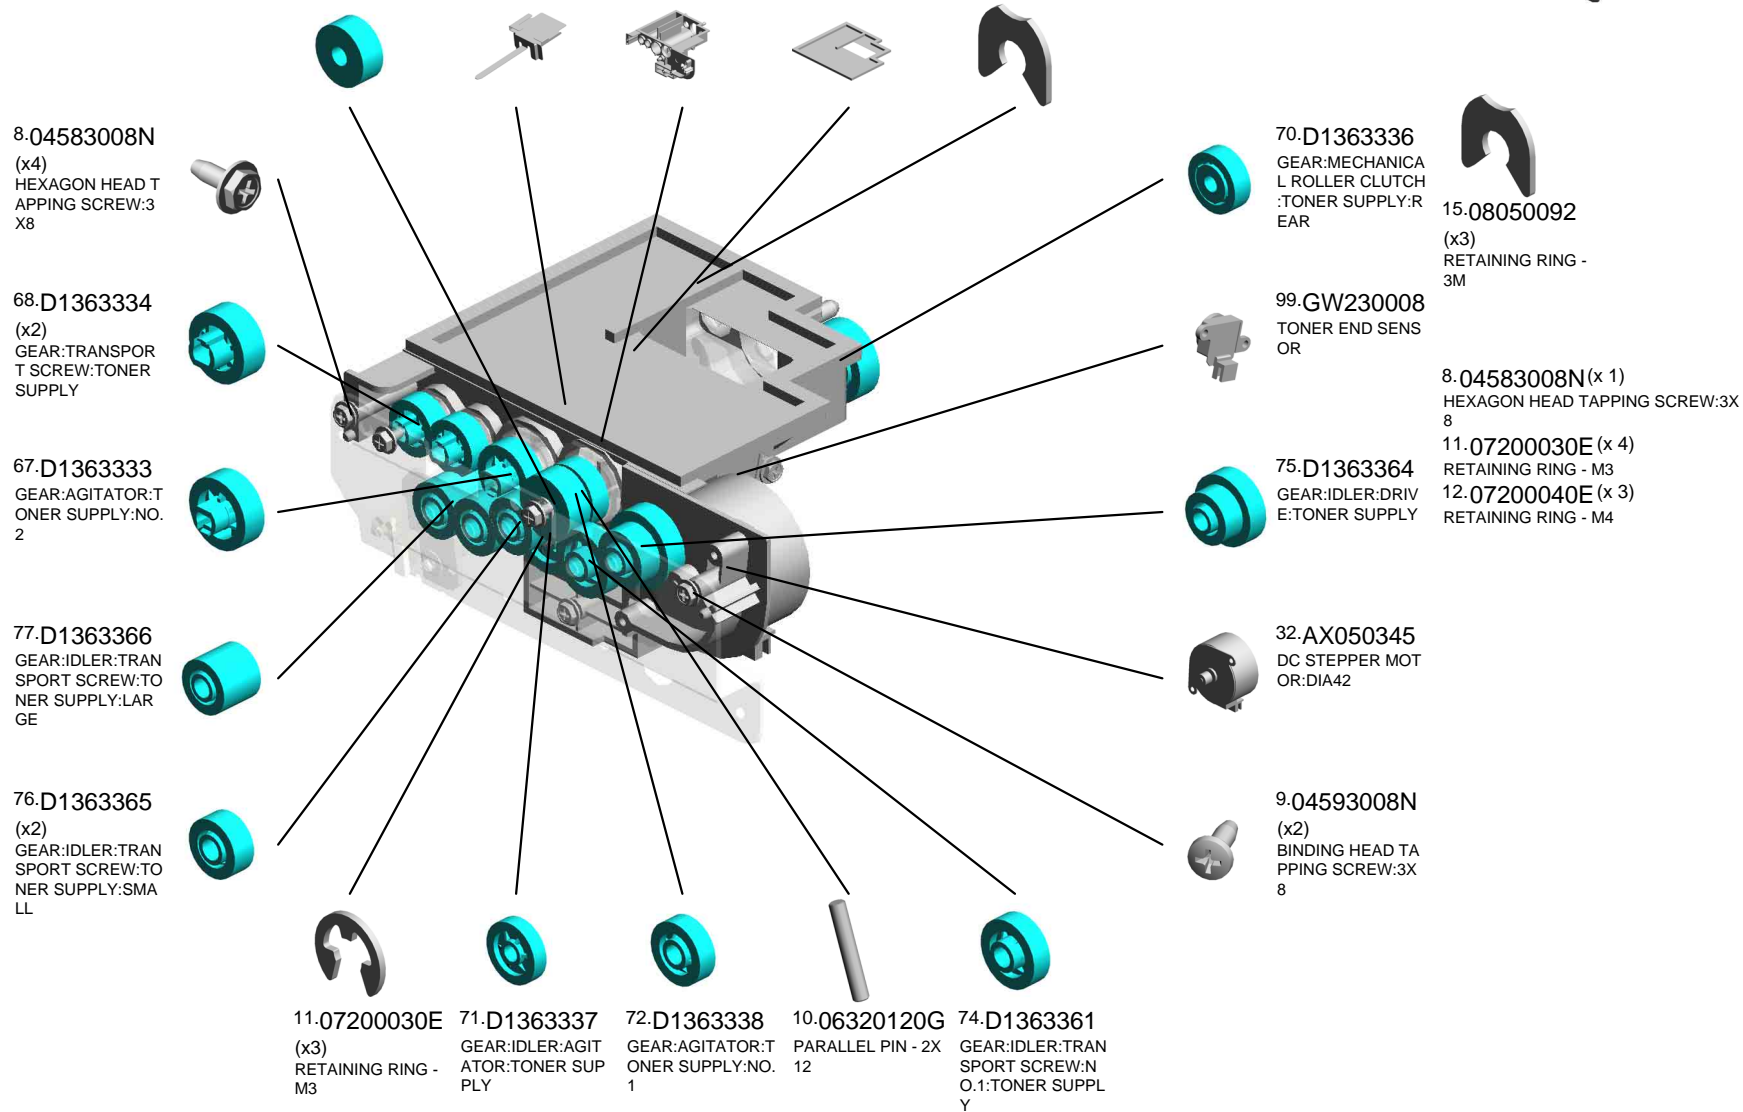 8.04583008N
(x4)
HEXAGON HEAD T
APPING SCREW:3
X8
68.D1363334
(x2)
GEAR:TRANSPOR
T SCREW:TONER
SUPPLY
67.D1363333
GEAR:AGITATOR:T
ONER SUPPLY:NO.
2
77.D1363366
GEAR:IDLER:TRAN
SPORT SCREW:TO
NER SUPPLY:LAR
GE
76.D1363365
(x2)
GEAR:IDLER:TRAN
SPORT SCREW:TO
NER SUPPLY:SMA
LL
11.07200030E
(x3)
RETAINING RING -
M3
71.D1363337
GEAR:IDLER:AGIT
ATOR:TONER SUP
PLY
72.D1363338
GEAR:AGITATOR:T
ONER SUPPLY:NO.
1
10.06320120G
PARALLEL PIN - 2X
12
74.D1363361
GEAR:IDLER:TRAN
SPORT SCREW:N
O.1:TONER SUPPL
Y
70.D1363336
GEAR:MECHANICA
L ROLLER CLUTCH
:TONER SUPPLY:R
EAR
99.GW230008
TONER END SENS
OR
75.D1363364
GEAR:IDLER:DRIV
E:TONER SUPPLY
32.AX050345
DC STEPPER MOT
OR:DIA42
9.04593008N
(x2)
BINDING HEAD TA
PPING SCREW:3X
8
15.08050092
(x3)
RETAINING RING -
3M
8.04583008N (x 1)
HEXAGON HEAD TAPPING SCREW:3X
8
11.07200030E (x 4)
RETAINING RING - M3
12.07200040E (x 3)
RETAINING RING - M4